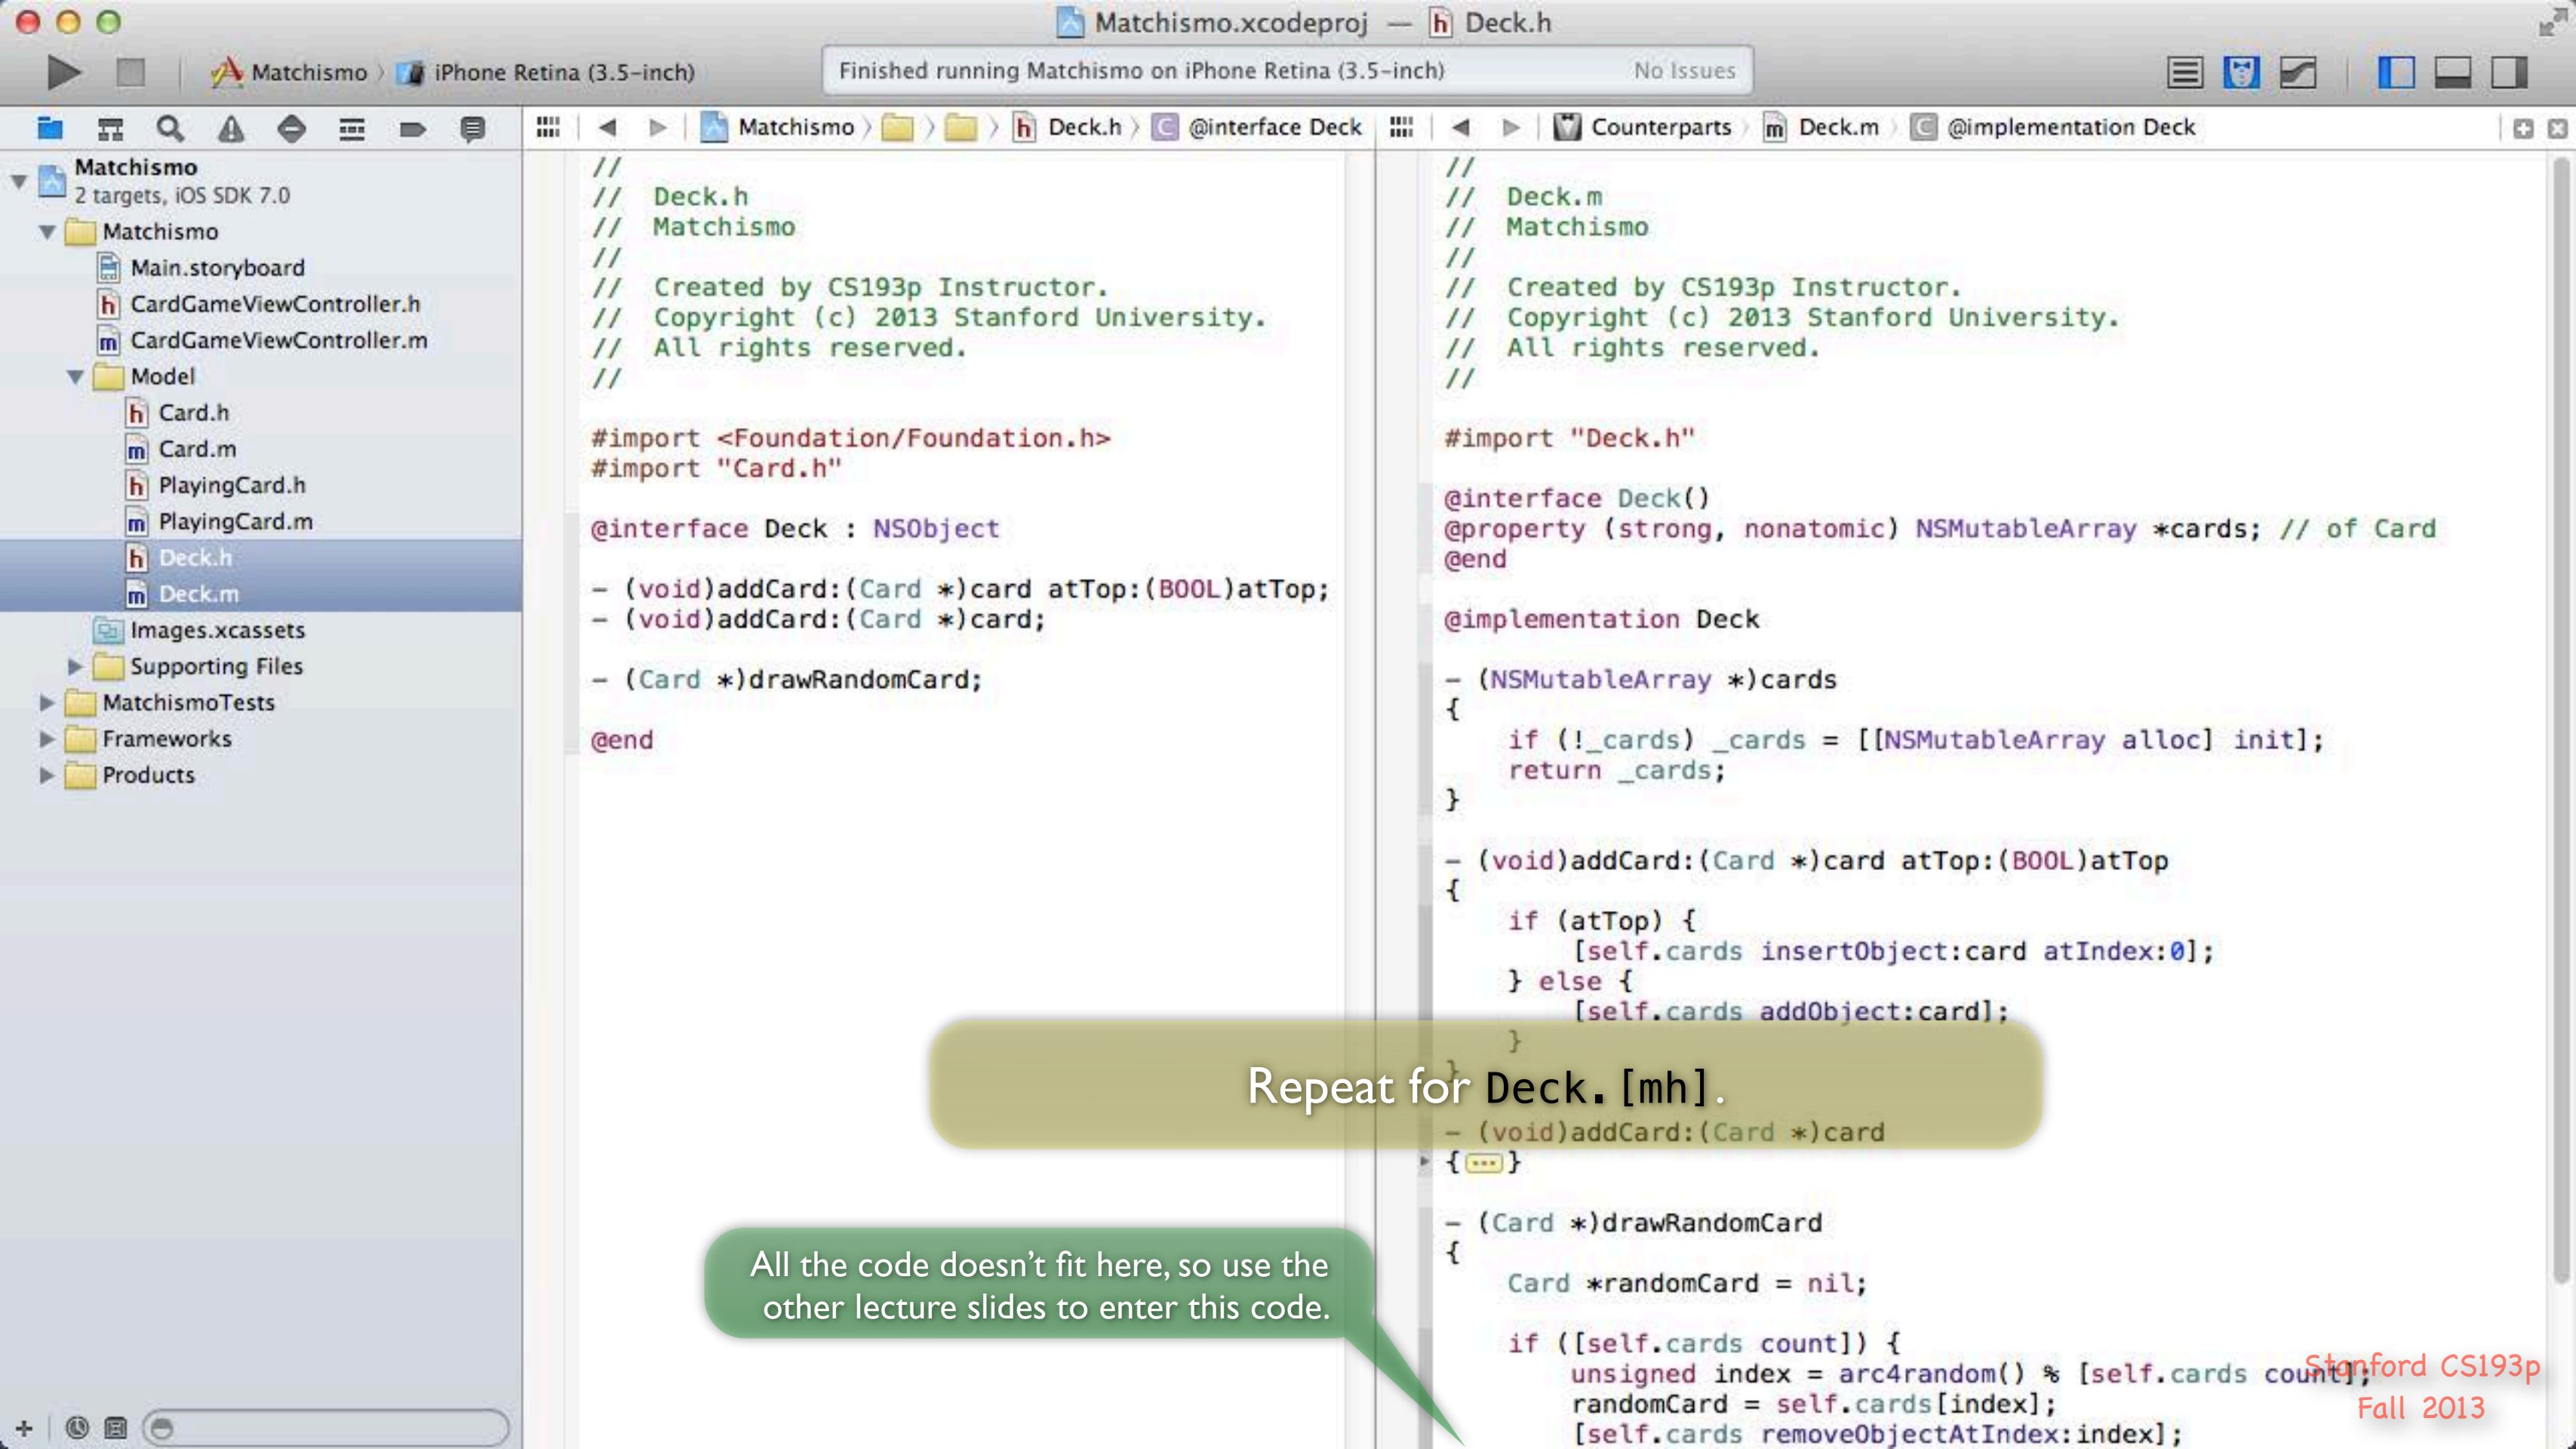 Matchismo.xcodeproj — h Deck.h
Matchismo 〉 iPhone Retina (3.5-inch)
Finished running Matchismo on iPhone Retina (3.5-inch) No Issues
Matchismo 〉 〉 〉 h Deck.h 〉 C @interface Deck
Counterparts 〉 m Deck.m 〉 C @implementation Deck
Matchismo
2 targets, iOS SDK 7.0
Matchismo
Main.storyboard
h CardGameViewController.h
m CardGameViewController.m
Model
h Card.h
m Card.m
h PlayingCard.h
m PlayingCard.m
h Deck.h
m Deck.m
Images.xcassets
Supporting Files
MatchismoTests
Frameworks
Products
//
//  Deck.h
//  Matchismo
//
//  Created by CS193p Instructor.
//  Copyright (c) 2013 Stanford University.
//  All rights reserved.
//
#import <Foundation/Foundation.h>
#import "Card.h"
@interface Deck : NSObject
- (void)addCard:(Card *)card atTop:(BOOL)atTop;
- (void)addCard:(Card *)card;
- (Card *)drawRandomCard;
@end
//
//  Deck.m
//  Matchismo
//
//  Created by CS193p Instructor.
//  Copyright (c) 2013 Stanford University.
//  All rights reserved.
//
#import "Deck.h"
@interface Deck()
@property (strong, nonatomic) NSMutableArray *cards; // of Card
@end
@implementation Deck
- (NSMutableArray *)cards
{
    if (!_cards) _cards = [[NSMutableArray alloc] init];
    return _cards;
}
- (void)addCard:(Card *)card atTop:(BOOL)atTop
{
    if (atTop) {
        [self.cards insertObject:card atIndex:0];
    } else {
        [self.cards addObject:card];
    }
}
- (void)addCard:(Card *)card
{...}
- (Card *)drawRandomCard
{
    Card *randomCard = nil;
    if ([self.cards count]) {
        unsigned index = arc4random() % [self.cards count];
        randomCard = self.cards[index];
        [self.cards removeObjectAtIndex:index];
Repeat for Deck.[mh].
All the code doesn't fit here, so use the
other lecture slides to enter this code.
Stanford CS193p
Fall 2013